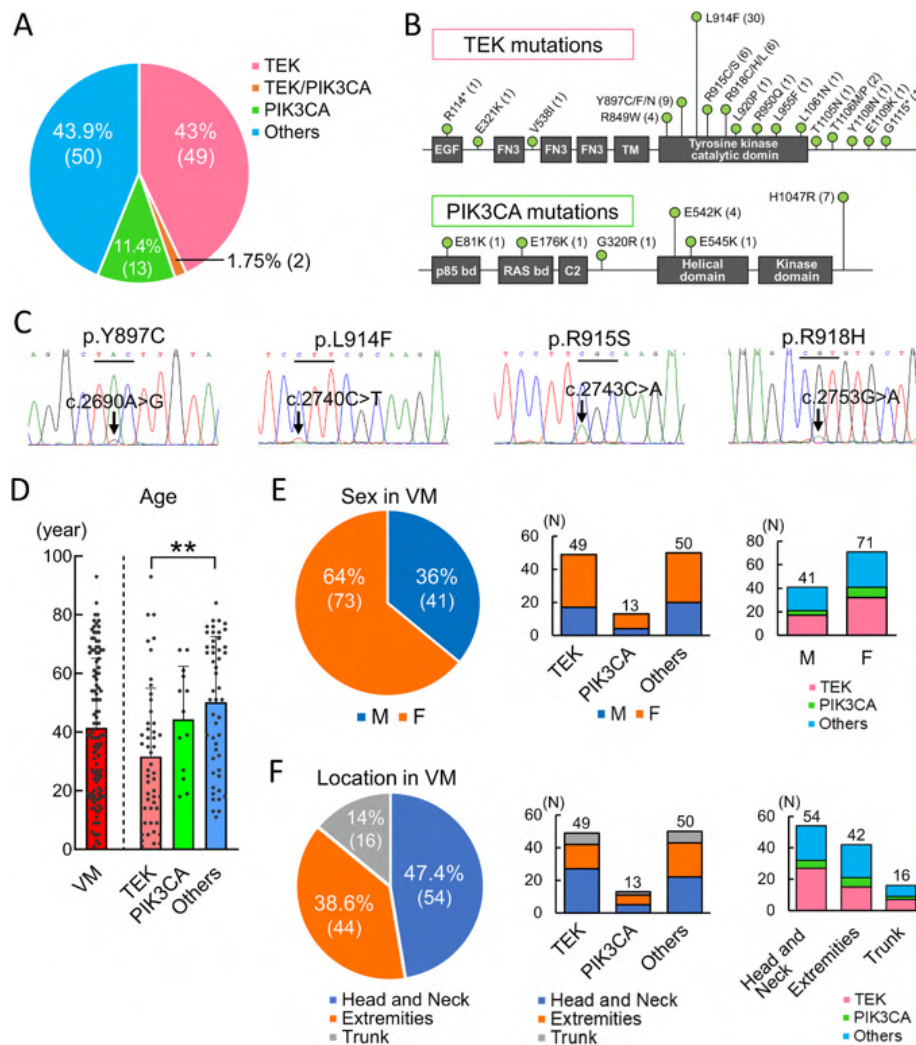 A
TEK
TEK/PIK3CA
PIK3CA
Others
43.9%
(50)
43%
(49)
11.4%
(13)
1.75% (2)
B
TEK mutations
L914F (30)
R915C/S (6)
R918C/H/L (6)
L920P (1)
R950Q (1)
L955F (1)
L1061N (1)
T1105N (1)
T1106M/P (2)
Y1108N (1)
E1109K (1)
G1115* (1)
Y897C/F/N (9)
R849W (4)
R114* (1)
E321K (1)
V538I (1)
EGF
FN3
FN3
FN3
TM
Tyrosine kinase
catalytic domin
PIK3CA mutations
H1047R (7)
E542K (4)
E81K (1)
E176K (1)
G320R (1)
E545K (1)
p85 bd
RAS bd
C2
Helical
domain
Kinase
domain
C
p.Y897C
A G G C T A C T T G T A
c.2690A>G
p.L914F
T C C T T C G C A A G A
c.2740C>T
p.R915S
T C C T T C G C A A G A
c.2743C>A
p.R918H
c.2753G>A
D
Age
(year)
100
80
60
40
20
0
**
VM
TEK
PIK3CA
Others
E
Sex in VM
64%
(73)
36%
(41)
M
F
(N)
60
40
20
0
49
13
50
TEK
PIK3CA
Others
M
F
(N)
80
60
40
20
0
41
71
M
F
TEK
PIK3CA
Others
F
Location in VM
14%
(16)
47.4%
(54)
38.6%
(44)
Head and Neck
Extremities
Trunk
(N)
60
40
20
0
49
13
50
TEK
PIK3CA
Others
Head and Neck
Extremities
Trunk
(N)
60
40
20
0
54
42
16
Head and
Neck
Extremities
Trunk
TEK
PIK3CA
Others